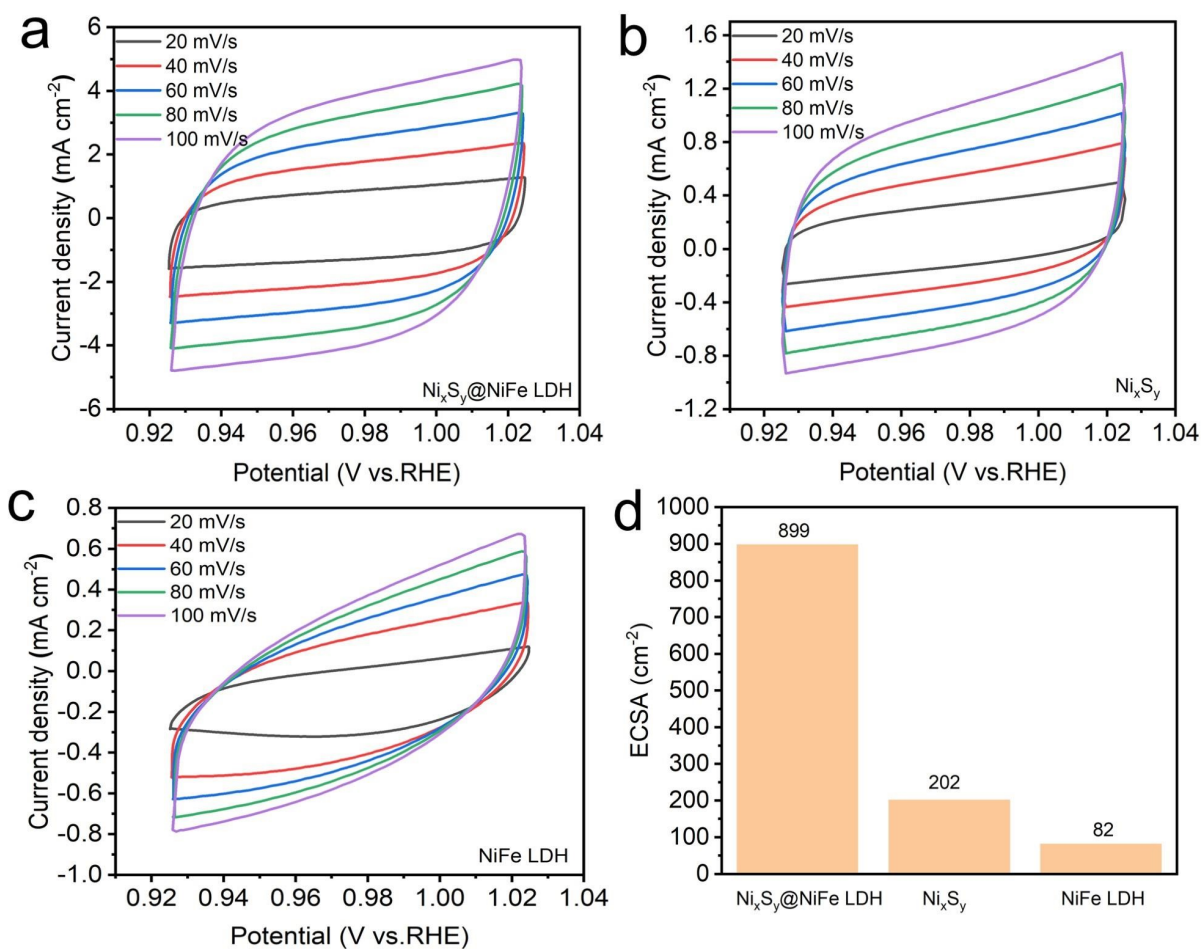 a
20 mV/s
40 mV/s
60 mV/s
80 mV/s
100 mV/s
6
4
2
0
-2
-4
-6
Current density (mA cm⁻²)
NiₓSᵧ@NiFe LDH
0.92 0.94 0.96 0.98 1.00 1.02 1.04
Potential (V vs.RHE)
b
20 mV/s
40 mV/s
60 mV/s
80 mV/s
100 mV/s
1.6
1.2
0.8
0.4
0.0
-0.4
-0.8
-1.2
Current density (mA cm⁻²)
NiₓSᵧ
0.92 0.94 0.96 0.98 1.00 1.02 1.04
Potential (V vs.RHE)
c
20 mV/s
40 mV/s
60 mV/s
80 mV/s
100 mV/s
0.8
0.6
0.4
0.2
0.0
-0.2
-0.4
-0.6
-0.8
-1.0
Current density (mA cm⁻²)
NiFe LDH
0.92 0.94 0.96 0.98 1.00 1.02 1.04
Potential (V vs.RHE)
d
1000
900
800
700
600
500
400
300
200
100
0
ECSA (cm⁻²)
899
202
82
NiₓSᵧ@NiFe LDH NiₓSᵧ NiFe LDH